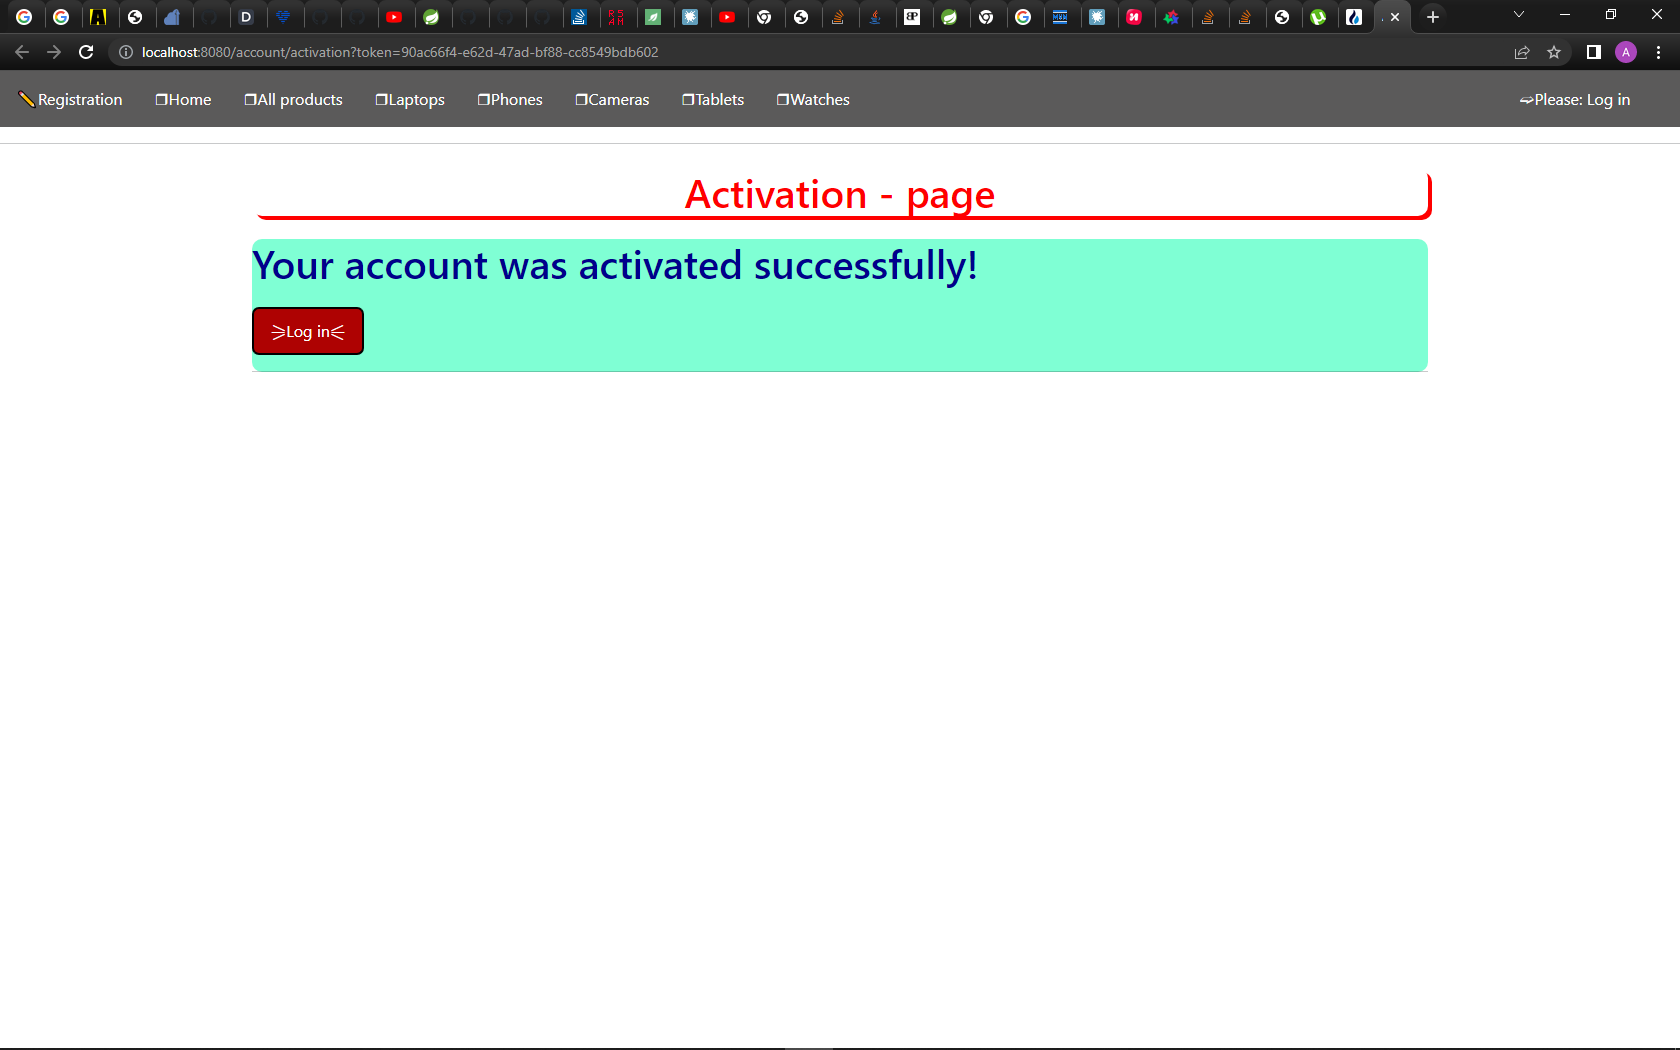 localhost:8080/account/activation?token=90ac66f4-e62d-47ad-bf88-cc8549bdb602
A
✏️Registration ❐Home ❐All products ❐Laptops ❐Phones ❐Cameras ❐Tablets ❐Watches ➫Please: Log in
Activation - page
Your account was activated successfully!
⚞Log in⚟